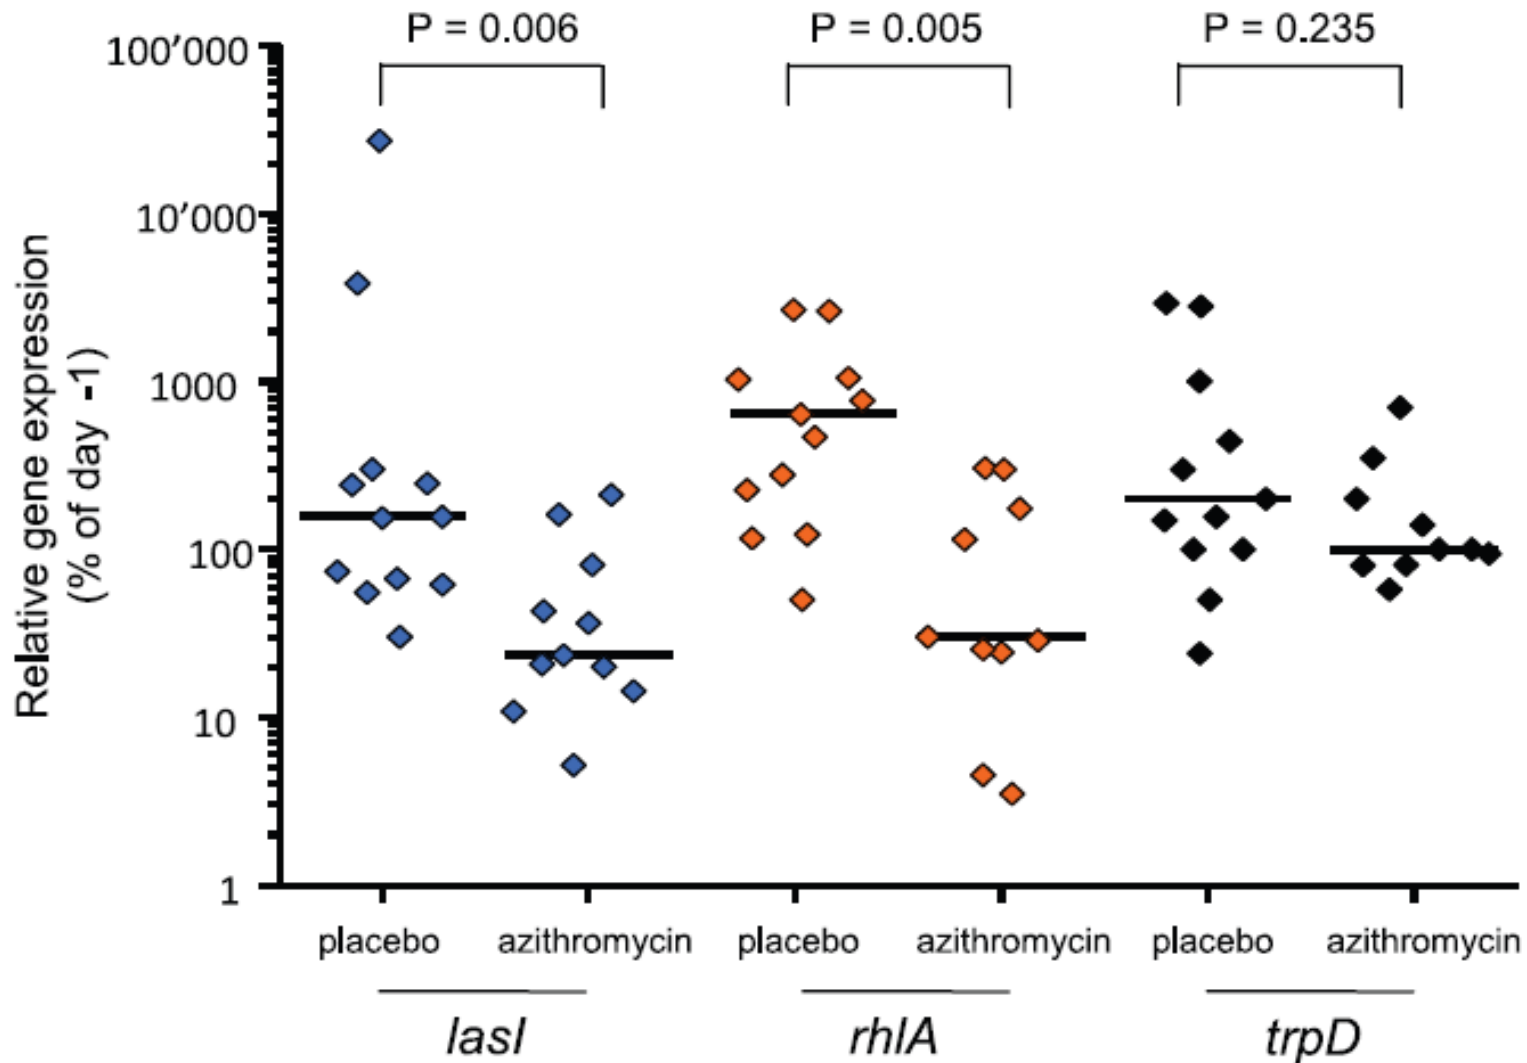 P = 0.006
P = 0.005
P = 0.235
100’000
10’000
1000
100
10
1
Relative gene expression
(% of day -1)
placebo
azithromycin
placebo
azithromycin
placebo
azithromycin
lasI
rhlA
trpD